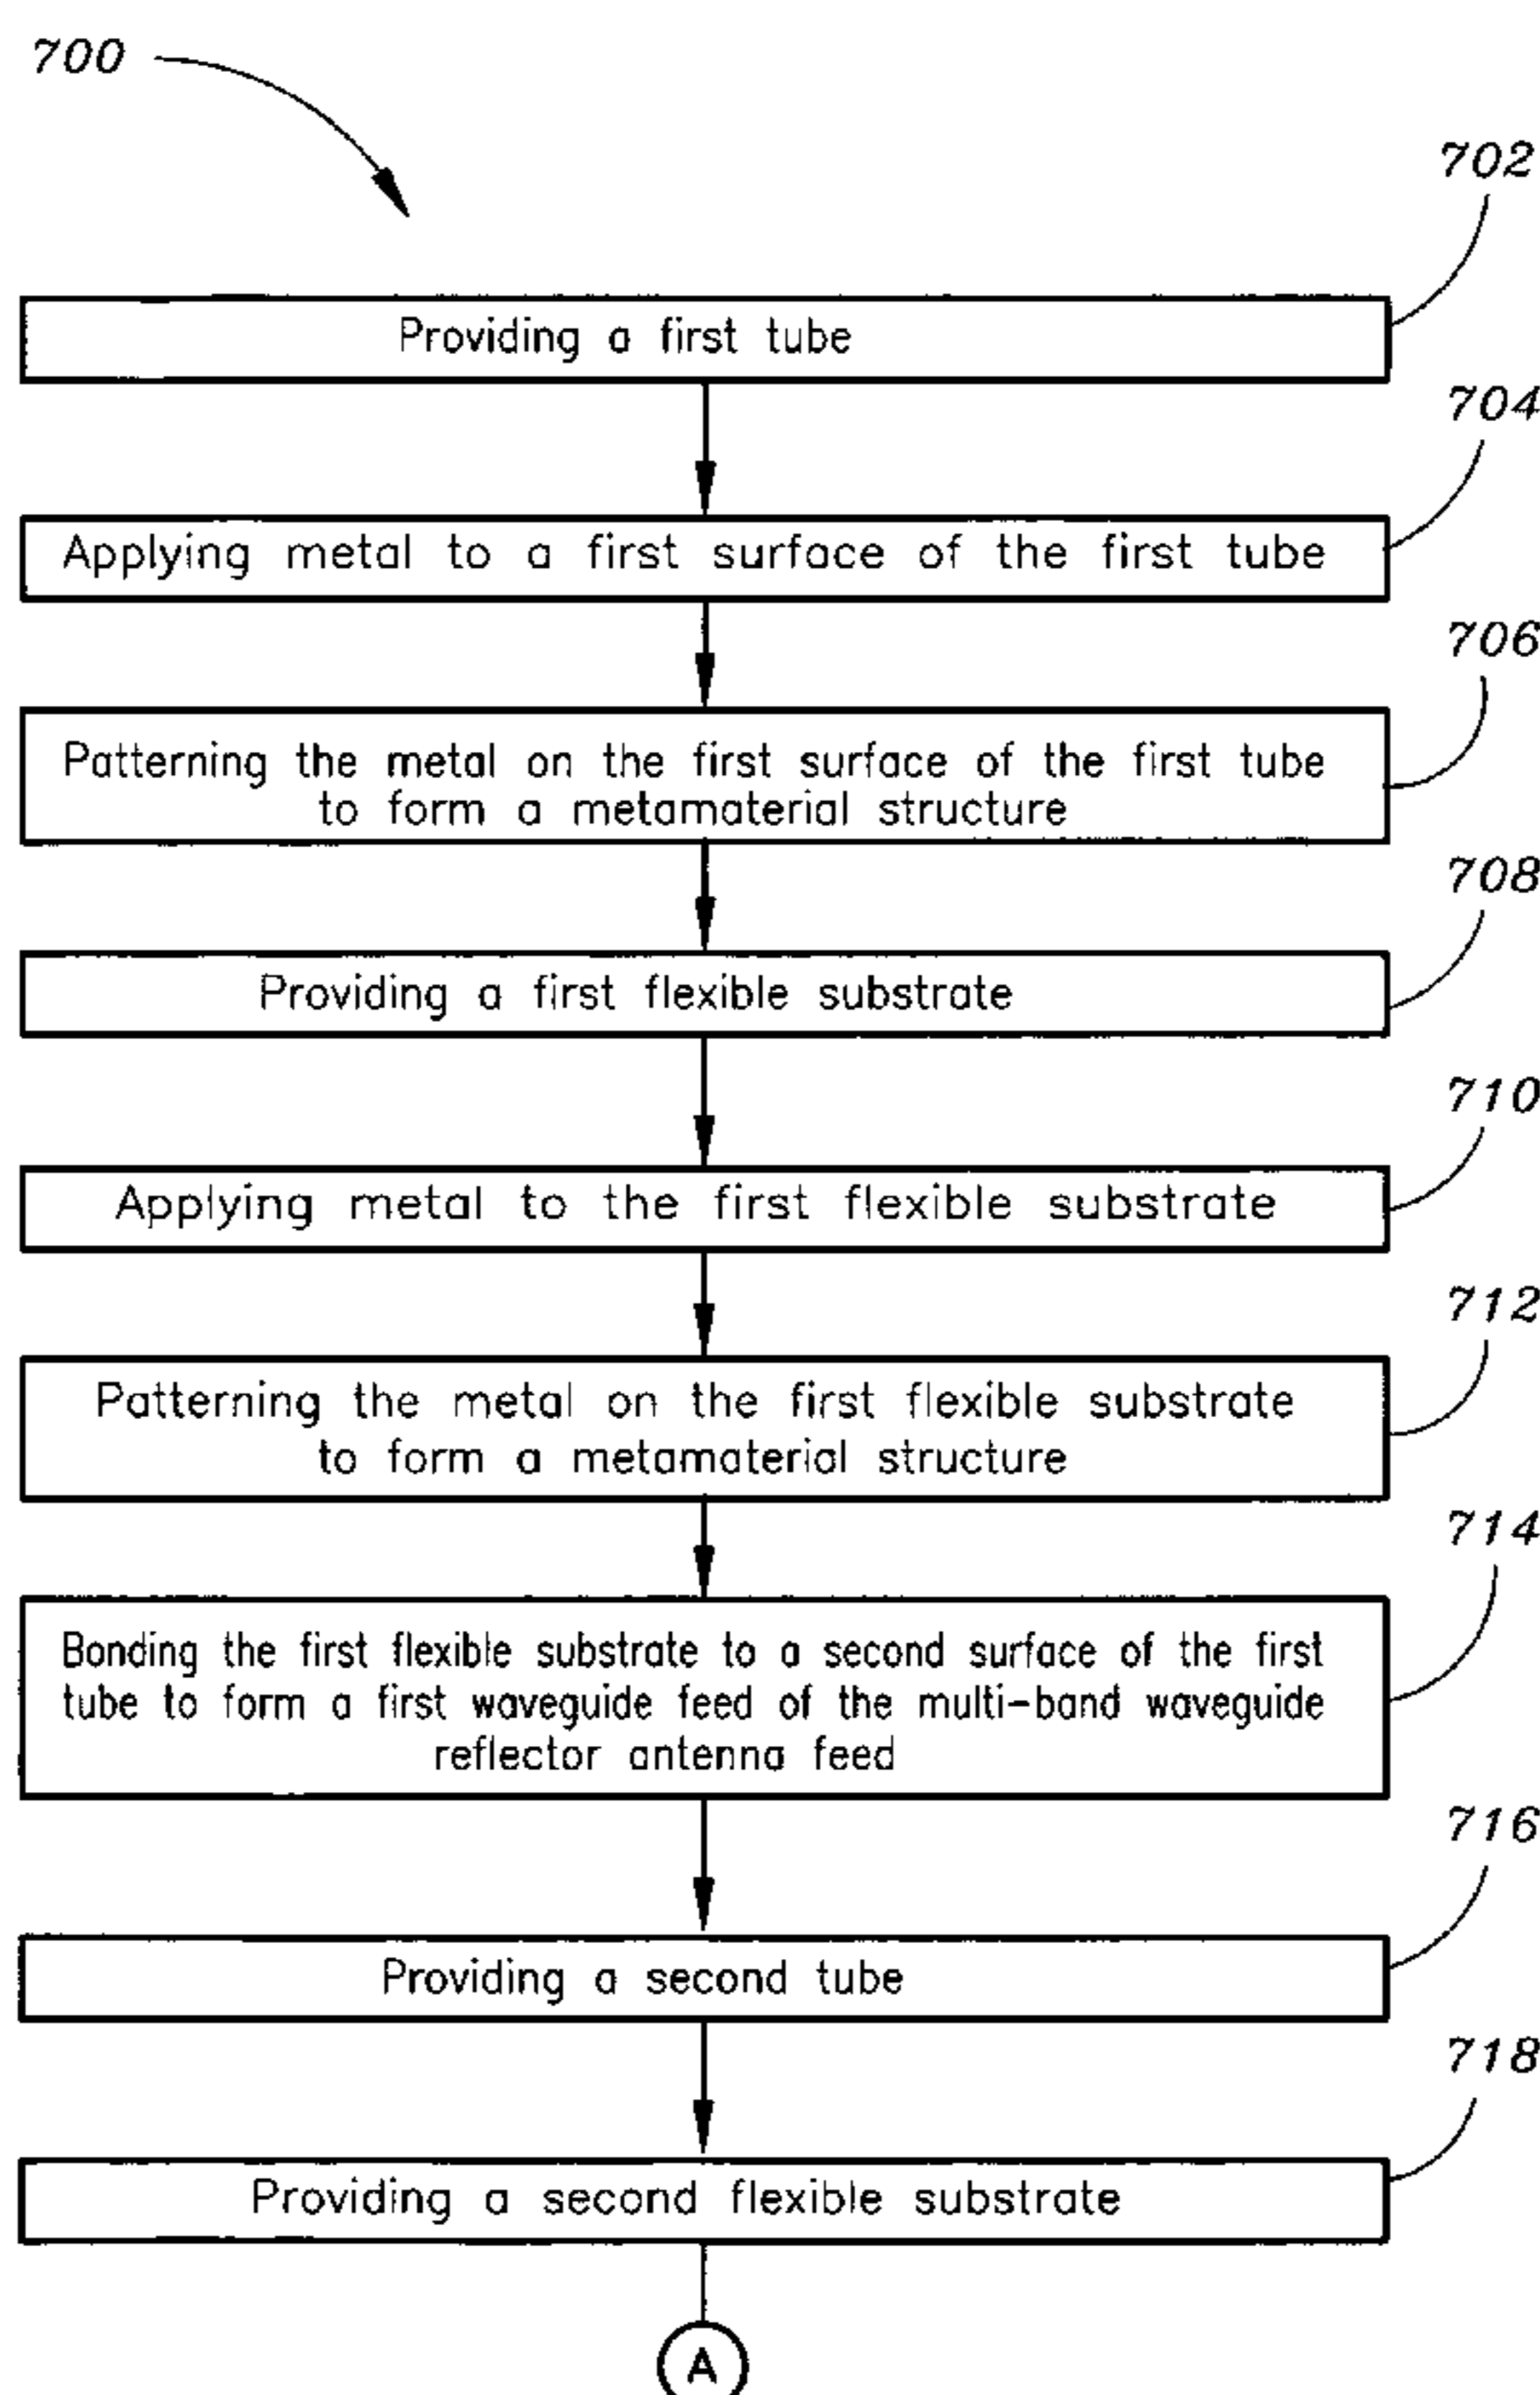 700
702
Providing a first tube
704
Applying metal to a first surface of the first tube
706
Patterning the metal on the first surface of the first tube
to form a metamaterial structure
708
Providing a first flexible substrate
710
Applying metal to the first flexible substrate
712
Patterning the metal on the first flexible substrate
to form a metamaterial structure
714
Bonding the first flexible substrate to a second surface of the first
tube to form a first waveguide feed of the multi-band waveguide
reflector antenna feed
716
Providing a second tube
718
Providing a second flexible substrate
A